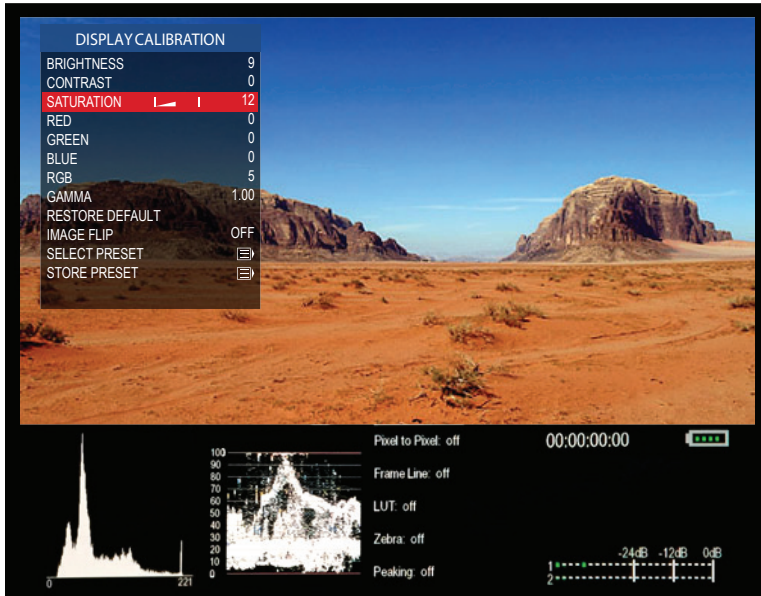 DISPLAY CALIBRATION
BRIGHTNESS 9
CONTRAST 0
SATURATION 12
RED 0
GREEN 0
BLUE 0
RGB 5
GAMMA 1.00
RESTORE DEFAULT
IMAGE FLIP OFF
SELECT PRESET
STORE PRESET
0 221
100
90
80
70
60
50
40
30
20
10
0
Pixel to Pixel: off
Frame Line: off
LUT: off
Zebra: off
Peaking: off
00:00:00:00
-24dB -12dB 0dB
1
2